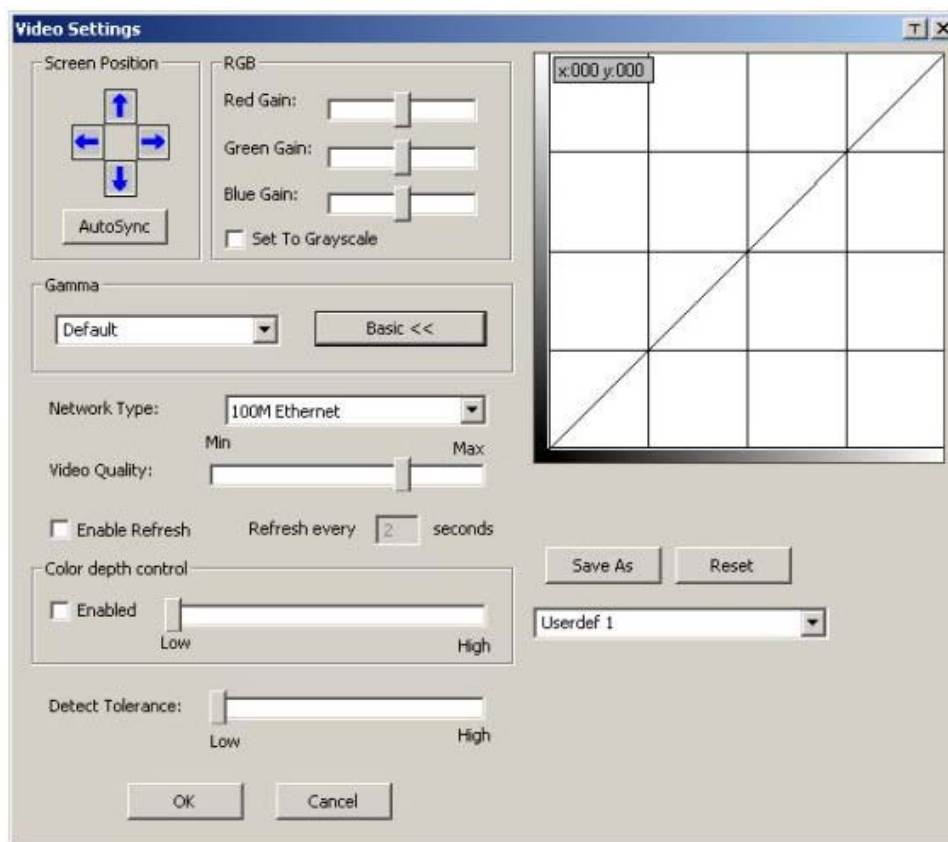 Video Settings
Screen Position
AutoSync
RGB
Red Gain:
Green Gain:
Blue Gain:
Set To Grayscale
x:000 y:000
Gamma
Default
Basic <<
Network Type:
100M Ethernet
Min
Max
Video Quality:
Enable Refresh
Refresh every 2 seconds
Color depth control
Enabled
Low
High
Save As
Reset
Userdef 1
Detect Tolerance:
Low
High
OK
Cancel